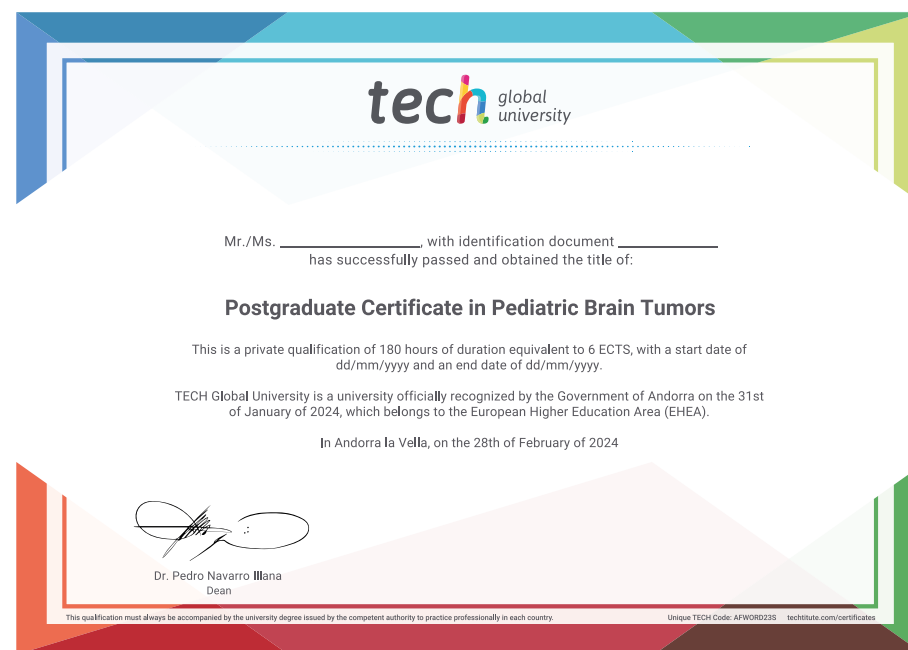 tech global
university
Mr./Ms. ____________, with identification document ____________
has successfully passed and obtained the title of:
Postgraduate Certificate in Pediatric Brain Tumors
This is a private qualification of 180 hours of duration equivalent to 6 ECTS, with a start date of
dd/mm/yyyy and an end date of dd/mm/yyyy.
TECH Global University is a university officially recognized by the Government of Andorra on the 31st
of January of 2024, which belongs to the European Higher Education Area (EHEA).
In Andorra la Vella, on the 28th of February of 2024
Dr. Pedro Navarro Illana
Dean
This qualification must always be accompanied by the university degree issued by the competent authority to practice professionally in each country.
Unique TECH Code: AFWORD23S techtitute.com/certificates